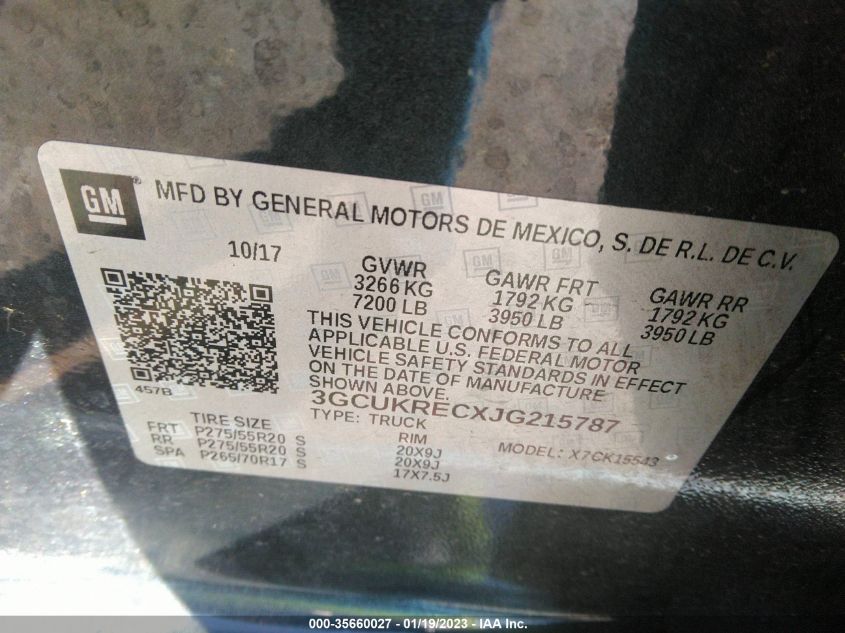 GM ® MFD BY GENERAL MOTORS DE MEXICO, S. DE R.L. DE C.V.
10/17
GVWR GAWR FRT GAWR RR
3266 KG 1792 KG 1792 KG
7200 LB 3950 LB 3950 LB
THIS VEHICLE CONFORMS TO ALL
APPLICABLE U.S. FEDERAL MOTOR
VEHICLE SAFETY STANDARDS IN EFFECT
ON THE DATE OF MANUFACTURE
SHOWN ABOVE.
457B
3GCUKRECXJG215787
TYPE: TRUCK MODEL: X7CK15543
TIRE SIZE RIM
FRT P275/55R20 S 20X9J
RR P275/55R20 S 20X9J
SPA P265/70R17 S 17X7.5J
000-35660027 - 01/19/2023 - IAA Inc.